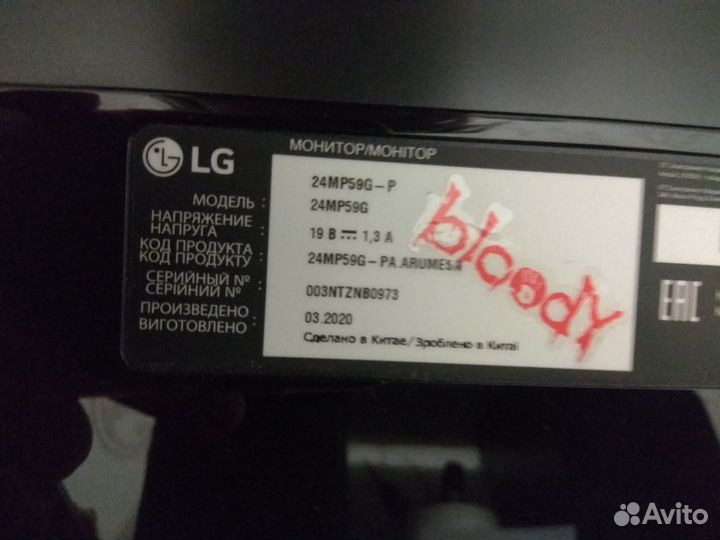 LG
МОНИТОР/МОНІТОР
24MP59G-P
МОДЕЛЬ : 24MP59G
НАПРЯЖЕНИЕ
НАПРУГА : 19 В 1,3 А
КОД ПРОДУКТА
КОД ПРОДУКТУ : 24MP59G-PA.ARUMESA
СЕРИЙНЫЙ №
СЕРІЙНИЙ № : 003NTZNB0973
ПРОИЗВЕДЕНО
ВИГОТОВЛЕНО : 03.2020
Сделано в Китае/Зроблено в Китаї
bloody
EAC
Avito